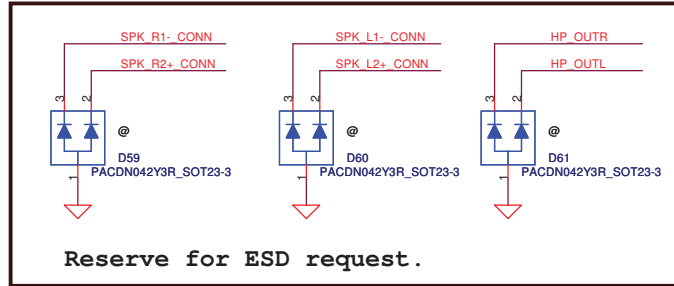 SPK_R1-_CONN SPK_L1-_CONN HP_OUTR
SPK_R2+_CONN SPK_L2+_CONN HP_OUTL
3 2 3 2 3 2
@ @ @
D59 D60 D61
PACDN042Y3R_SOT23-3 PACDN042Y3R_SOT23-3 PACDN042Y3R_SOT23-3
1 1 1
Reserve for ESD request.